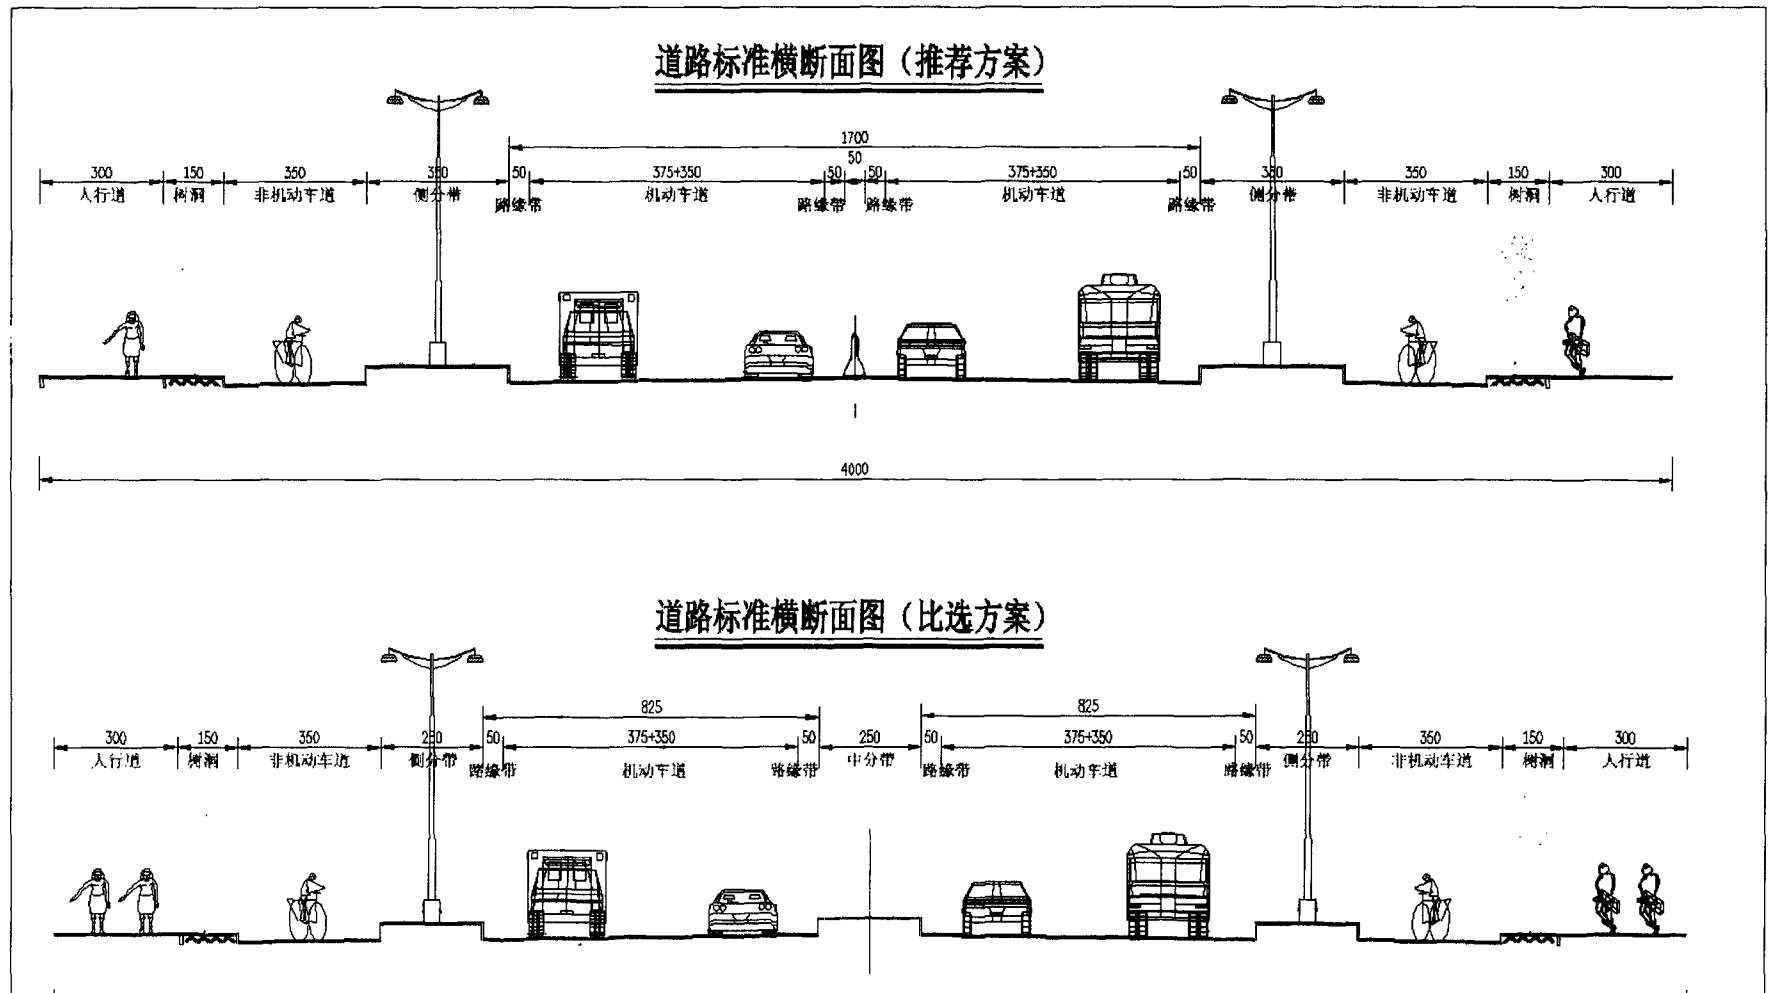 道路标准横断面图（推荐方案）
1700
50
300 150 350 350 50 375+350 50 50 375+350 50 350 350 150 300
人行道 树洞 非机动车道 侧分带 路缘带 机动车道 路缘带 路缘带 机动车道 路缘带 侧分带 非机动车道 树洞 人行道
4000
道路标准横断面图（比选方案）
825 825
300 150 350 250 50 375+350 50 250 50 375+350 50 250 350 150 300
人行道 树洞 非机动车道 侧分带 路缘带 机动车道 路缘带 中分带 路缘带 机动车道 路缘带 侧分带 非机动车道 树洞 人行道